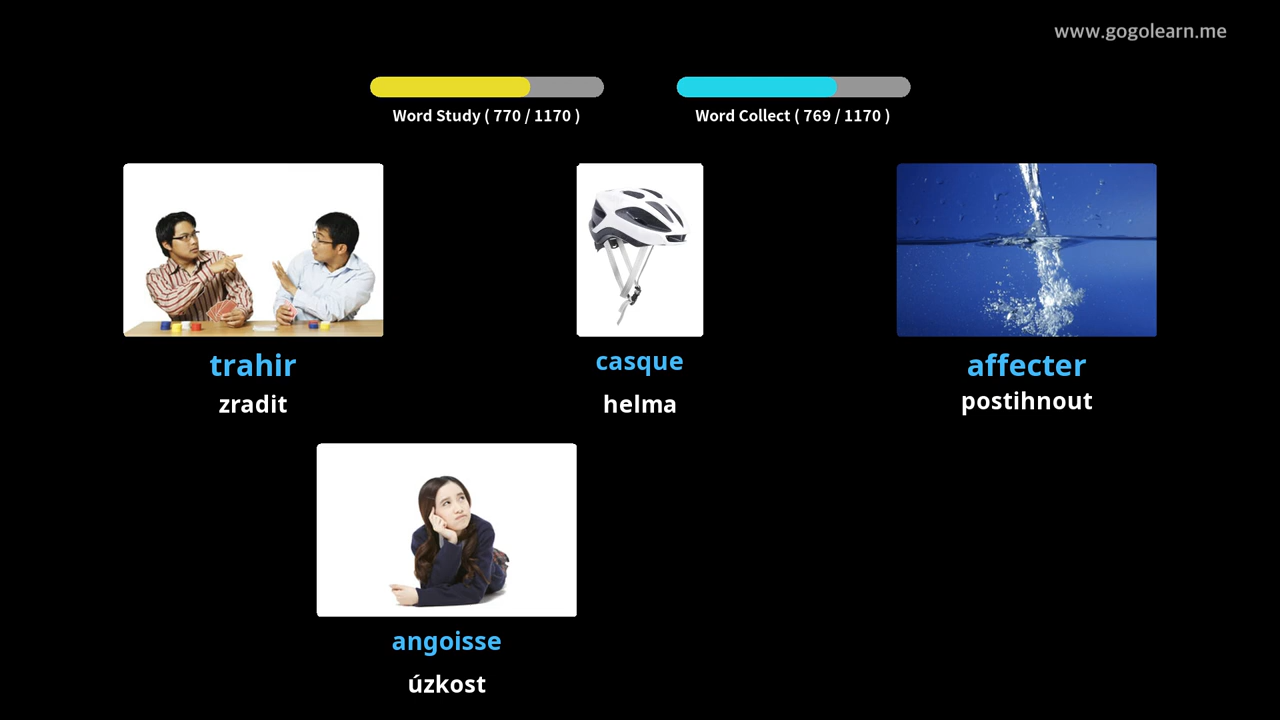 www.gogolearn.me
Word Study ( 770 / 1170 )
Word Collect ( 769 / 1170 )
trahir
zradit
casque
helma
affecter
postihnout
angoisse
úzkost